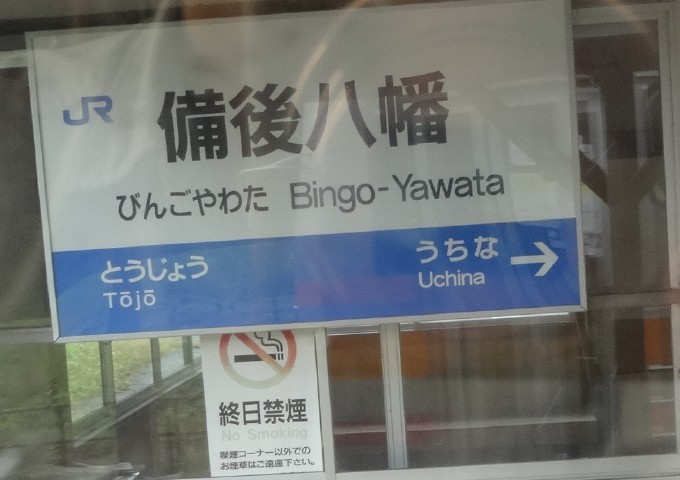 JR
備後八幡
びんごやわた Bingo-Yawata
とうじょう
Tōjō
うちな
Uchina
終日禁煙
No Smoking
喫煙コーナー以外での
お煙草はご遠慮下さい。